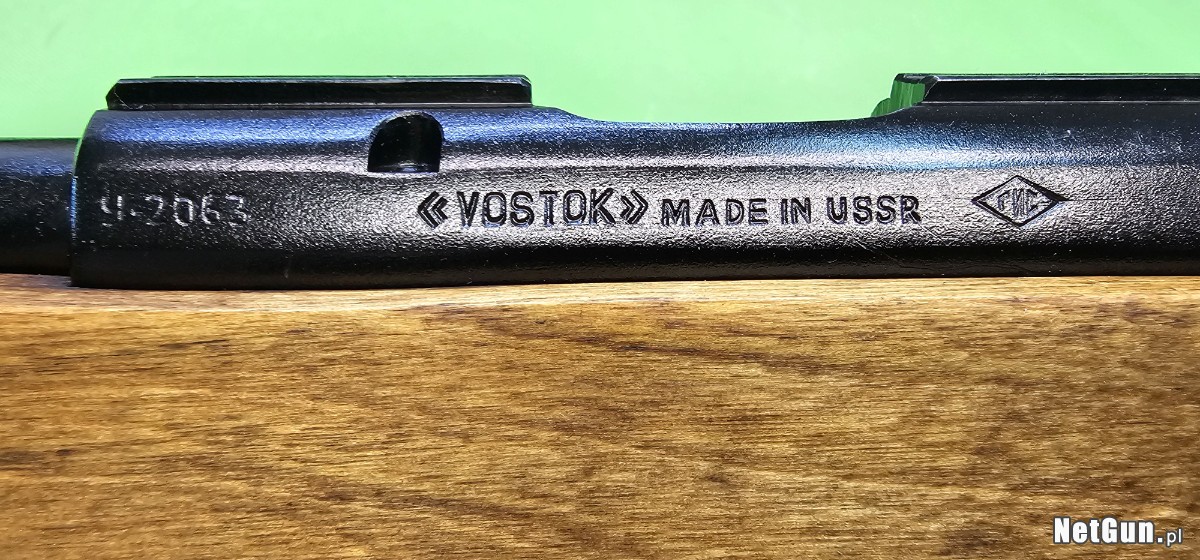 Ч-2063 «VOSTOK» MADE IN USSR ГИС
NetGun.pl